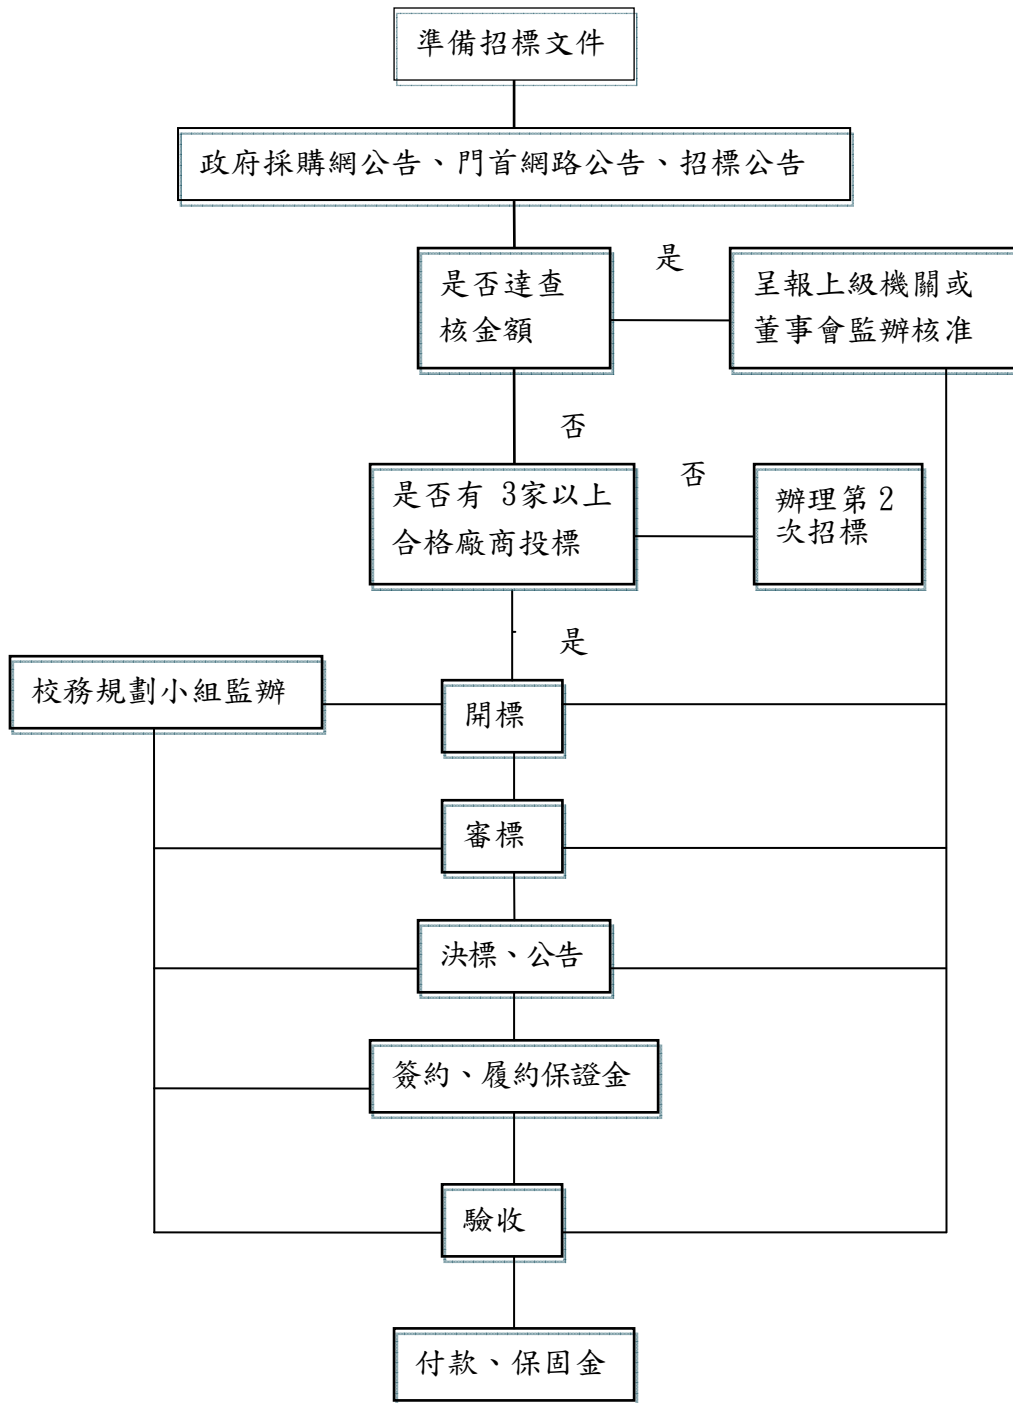 準備招標文件
政府採購網公告、門首網路公告、招標公告
是否達查
核金額
是
呈報上級機關或
董事會監辦核准
否
是否有 3家以上
合格廠商投標
否
辦理第 2
次招標
是
校務規劃小組監辦
開標
審標
決標、公告
簽約、履約保證金
驗收
付款、保固金